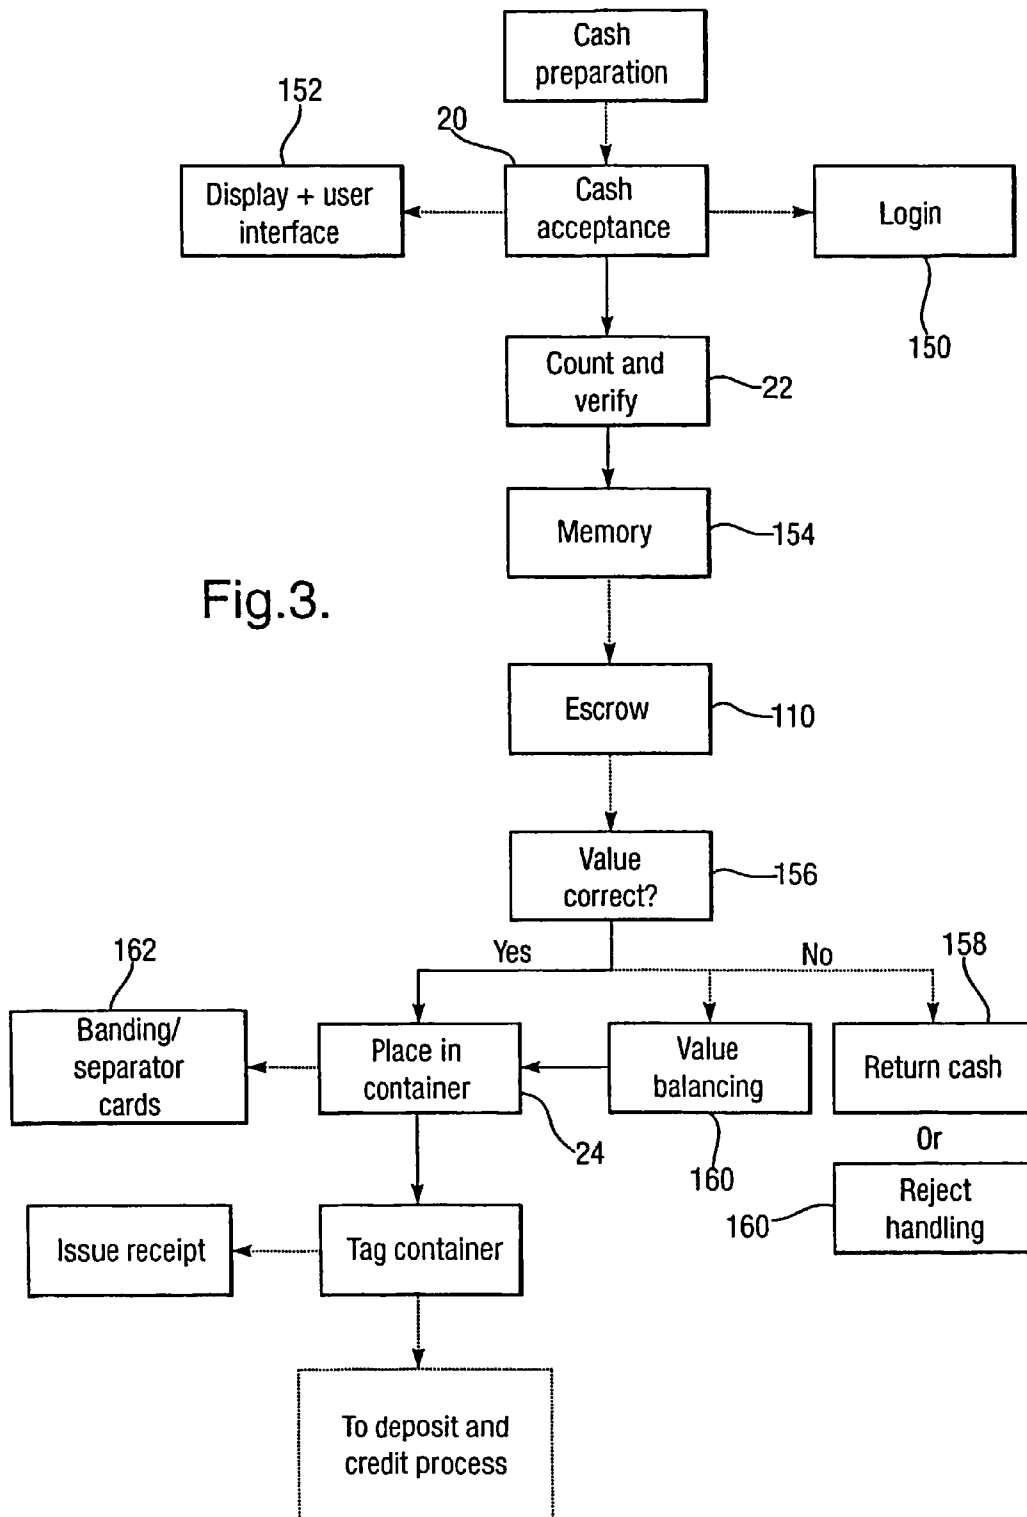 Cash
preparation
152
20
Display + user
interface
Cash
acceptance
Login
150
Count and
verify
22
Memory
154
Fig.3.
Escrow
110
Value
correct?
156
Yes
No
162
158
Banding/
separator
cards
Place in
container
24
Value
balancing
160
Return cash
Or
160
Reject
handling
Issue receipt
Tag container
To deposit and
credit process